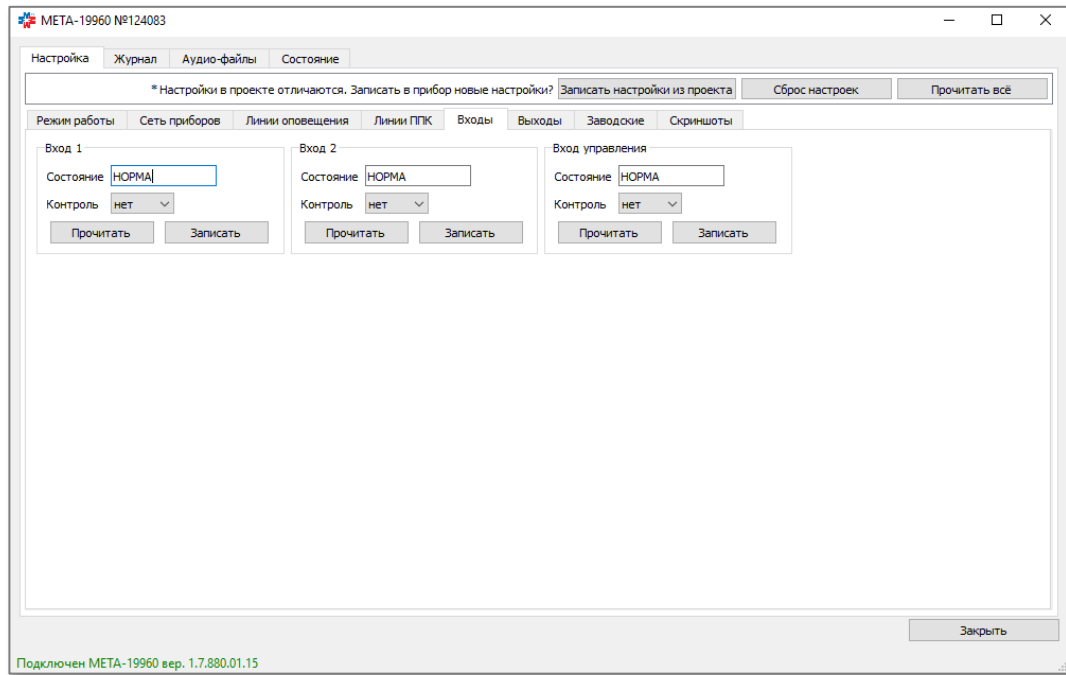 МЕТА-19960 №124083
Настройка Журнал Аудио-файлы Состояние
* Настройки в проекте отличаются. Записать в прибор новые настройки? Записать настройки из проекта Сброс настроек Прочитать всё
Режим работы Сеть приборов Линии оповещения Линии ППК Входы Выходы Заводские Скриншоты
Вход 1 Вход 2 Вход управления
Состояние НОРМА Состояние НОРМА Состояние НОРМА
Контроль нет Контроль нет Контроль нет
Прочитать Записать Прочитать Записать Прочитать Записать
Закрыть
Подключен МЕТА-19960 вер. 1.7.880.01.15